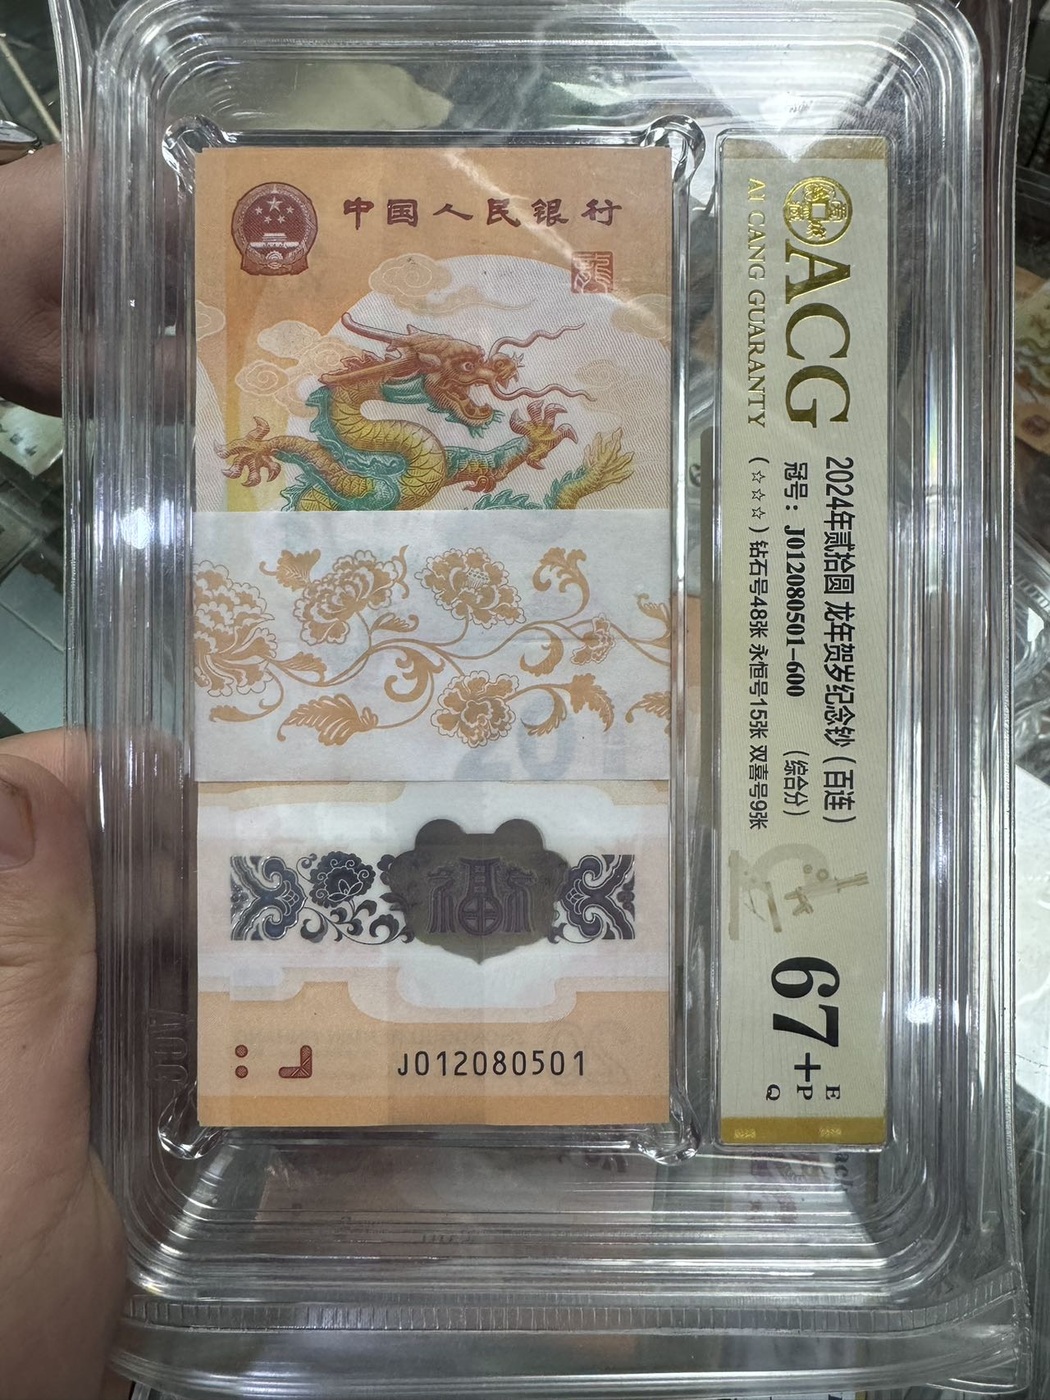 中国人民银行
福
J012080501
ACG
AI CANG GUARANTY
2024年贰拾圆 龙年贺岁纪念钞（百连）
冠号：J012080501-600 （综合分）
(☆☆☆) 钻石号48张 永恒号15张 双喜号9张
67+
E
P
Q